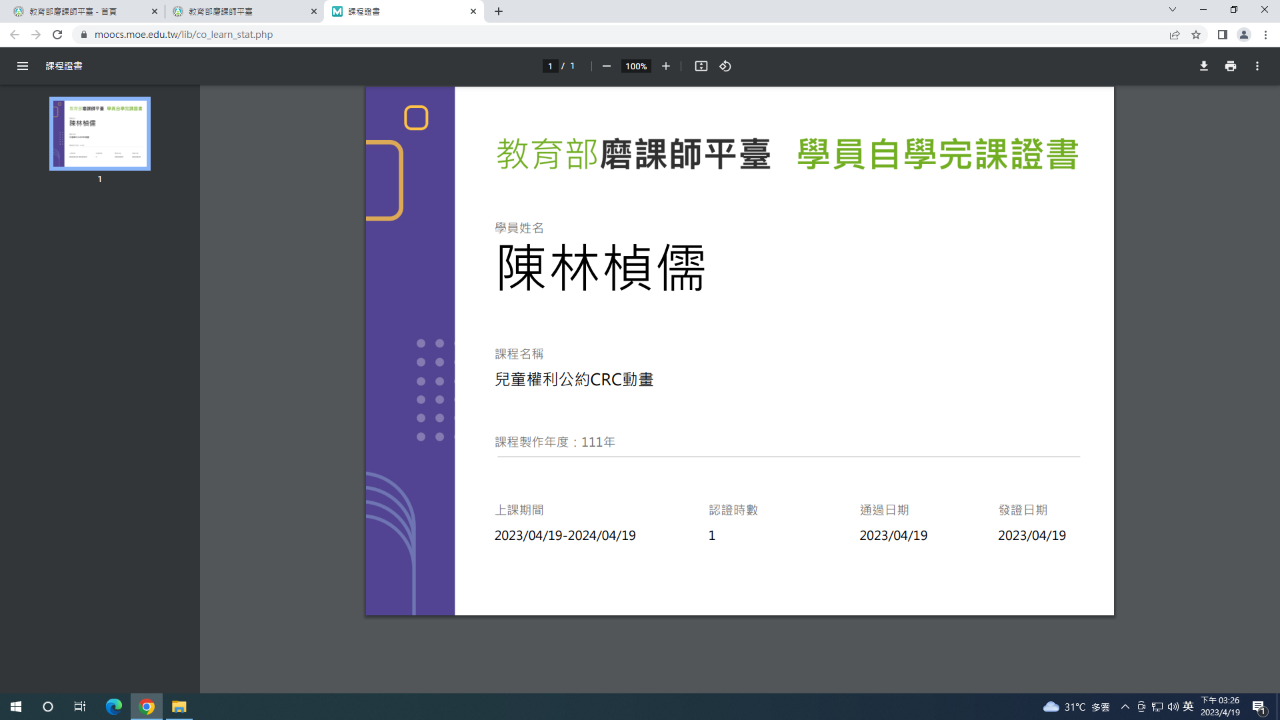 教育部磨課師平臺 - 首頁
教育部磨課師平臺
課程證書
moocs.moe.edu.tw/lib/co_learn_stat.php
課程證書
1 / 1
100%
1
教育部磨課師平臺 學員自學完課證書
學員姓名
陳林楨儒
課程名稱
兒童權利公約CRC動畫
課程製作年度：111年
上課期間 認證時數 通過日期 發證日期
2023/04/19-2024/04/19 1 2023/04/19 2023/04/19
31°C 多雲 英 下午 03:26
2023/4/19